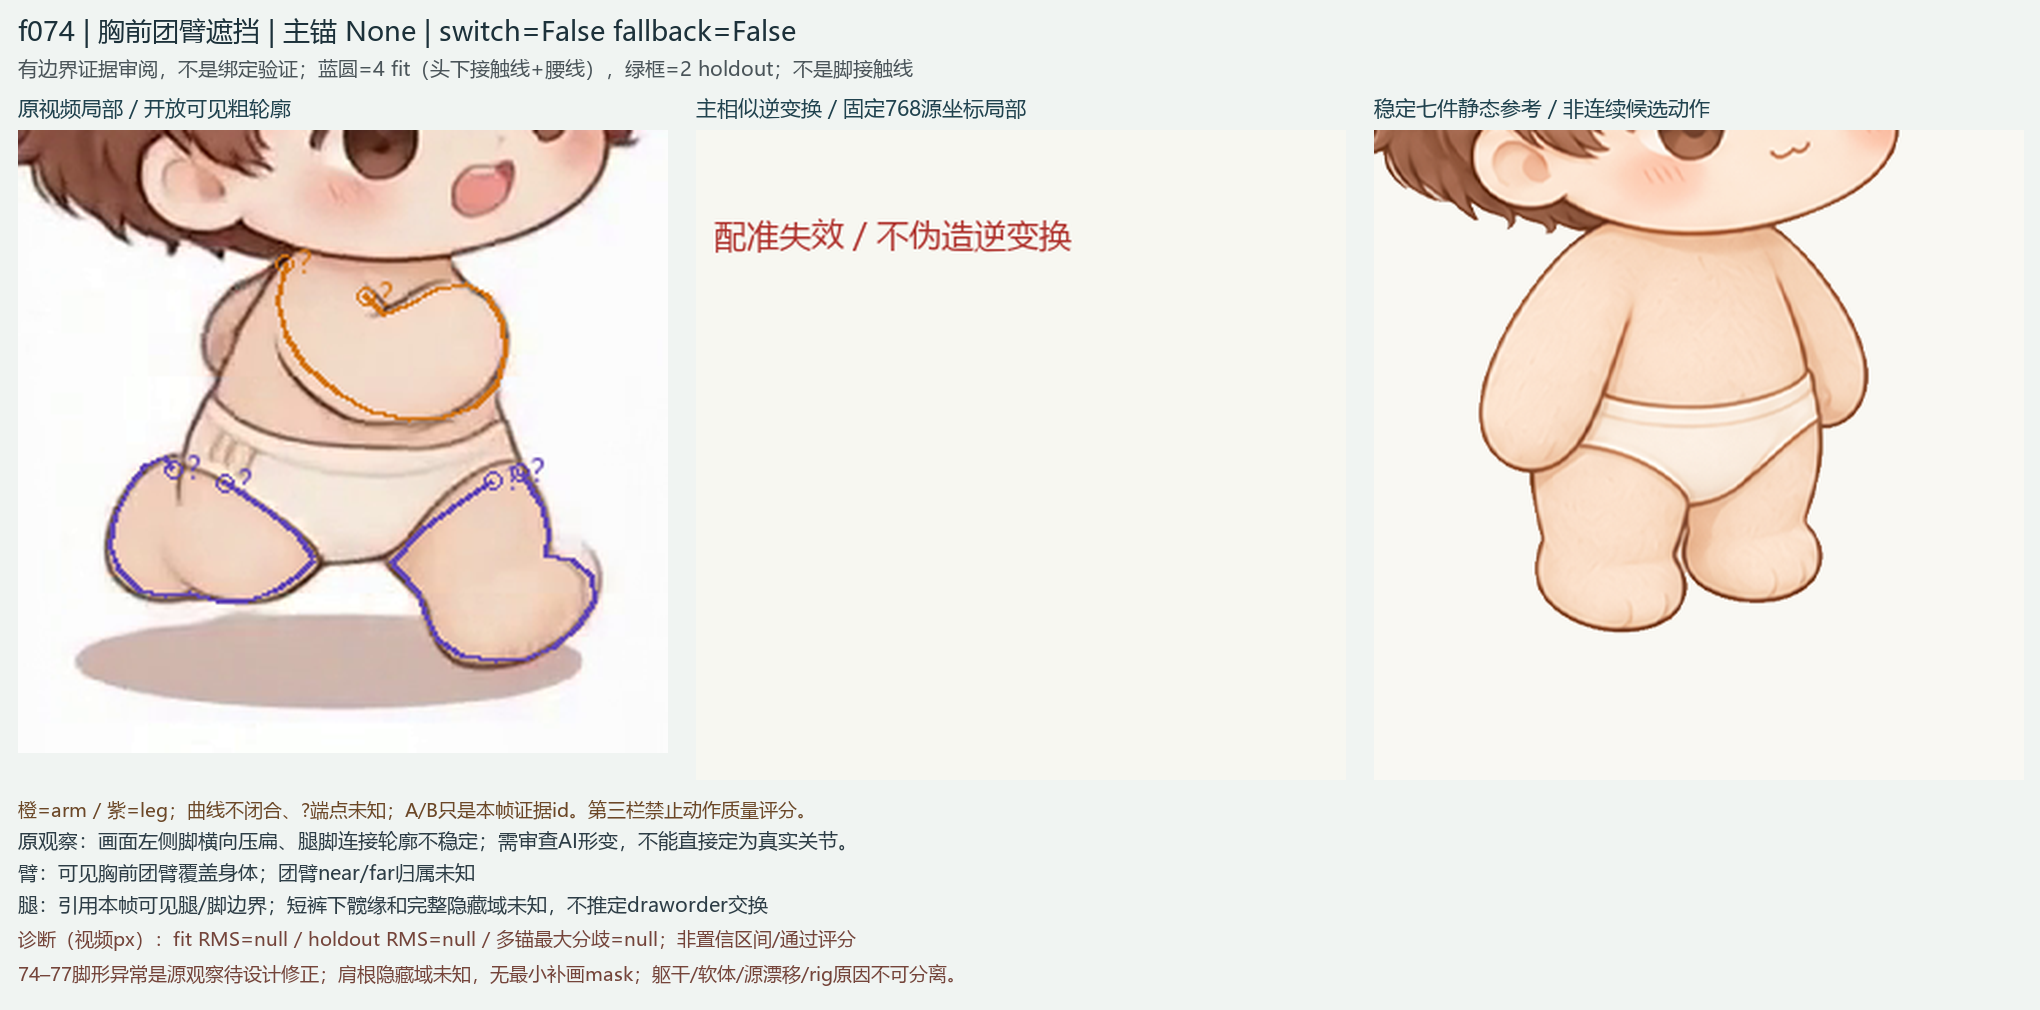 f074 | 胸前团臂遮挡 | 主锚 None | switch=False fallback=False
有边界证据审阅，不是绑定验证；蓝圆=4 fit（头下接触线+腰线），绿框=2 holdout；不是脚接触线
原视频局部 / 开放可见粗轮廓
主相似逆变换 / 固定768源坐标局部
稳定七件静态参考 / 非连续候选动作
?
?
配准失效 / 不伪造逆变换
?
?
?
?
橙=arm / 紫=leg；曲线不闭合、?端点未知；A/B只是本帧证据id。第三栏禁止动作质量评分。
原观察：画面左侧脚横向压扁、腿脚连接轮廓不稳定；需审查AI形变，不能直接定为真实关节。
臂：可见胸前团臂覆盖身体；团臂near/far归属未知
腿：引用本帧可见腿/脚边界；短裤下髋缘和完整隐藏域未知，不推定draworder交换
诊断（视频px）：fit RMS=null / holdout RMS=null / 多锚最大分歧=null；非置信区间/通过评分
74–77脚形异常是源观察待设计修正；肩根隐藏域未知，无最小补画mask；躯干/软体/源漂移/rig原因不可分离。